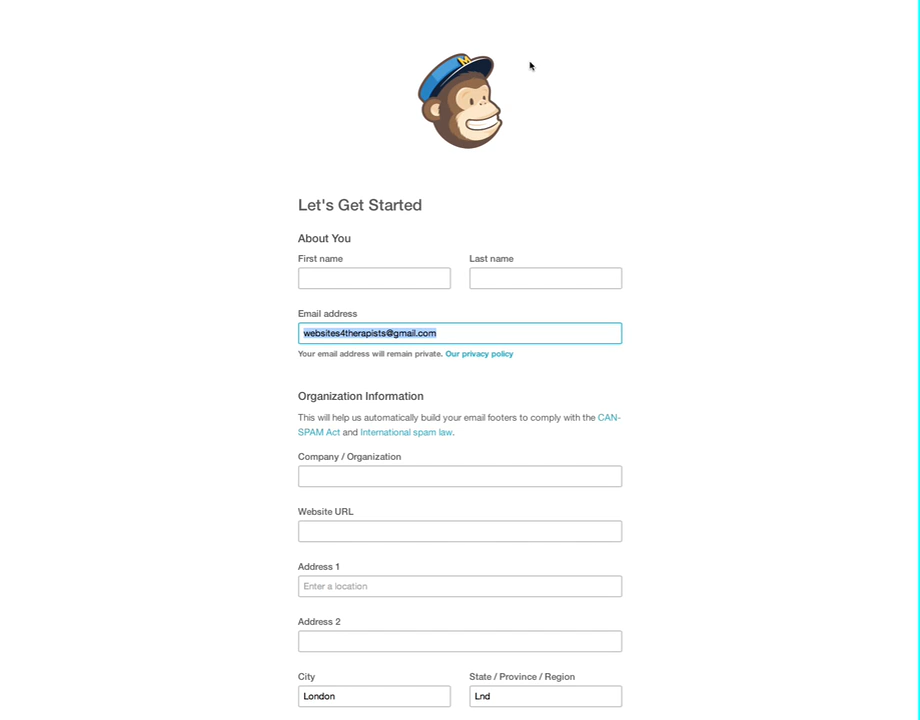 M
Let's Get Started
About You
First name Last name
Email address
websites4therapists@gmail.com
Your email address will remain private. Our privacy policy
Organization Information
This will help us automatically build your email footers to comply with the CAN-
SPAM Act and International spam law.
Company / Organization
Website URL
Address 1
Enter a location
Address 2
City State / Province / Region
London Lnd